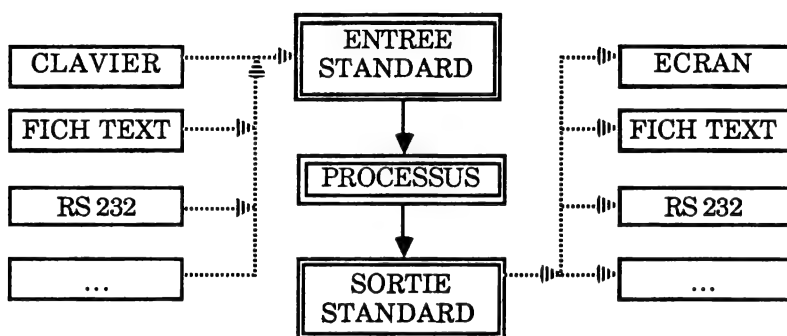 CLAVIER
FICH TEXT
RS 232
...
ENTREE
STANDARD
PROCESSUS
SORTIE
STANDARD
ECRAN
FICH TEXT
RS 232
...